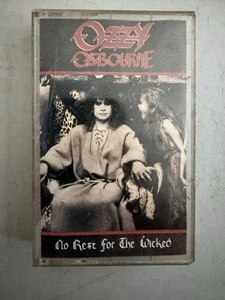 OZZY
OSBOURNE
No Rest for The Wicked